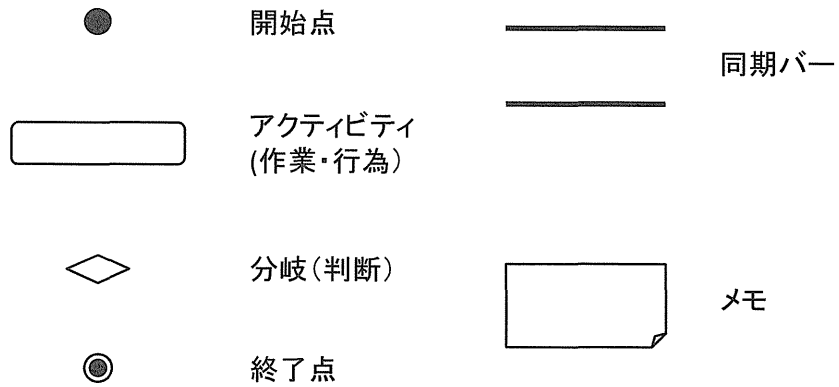 開始点
同期バー
アクティビティ
(作業・行為)
分岐(判断)
メモ
終了点